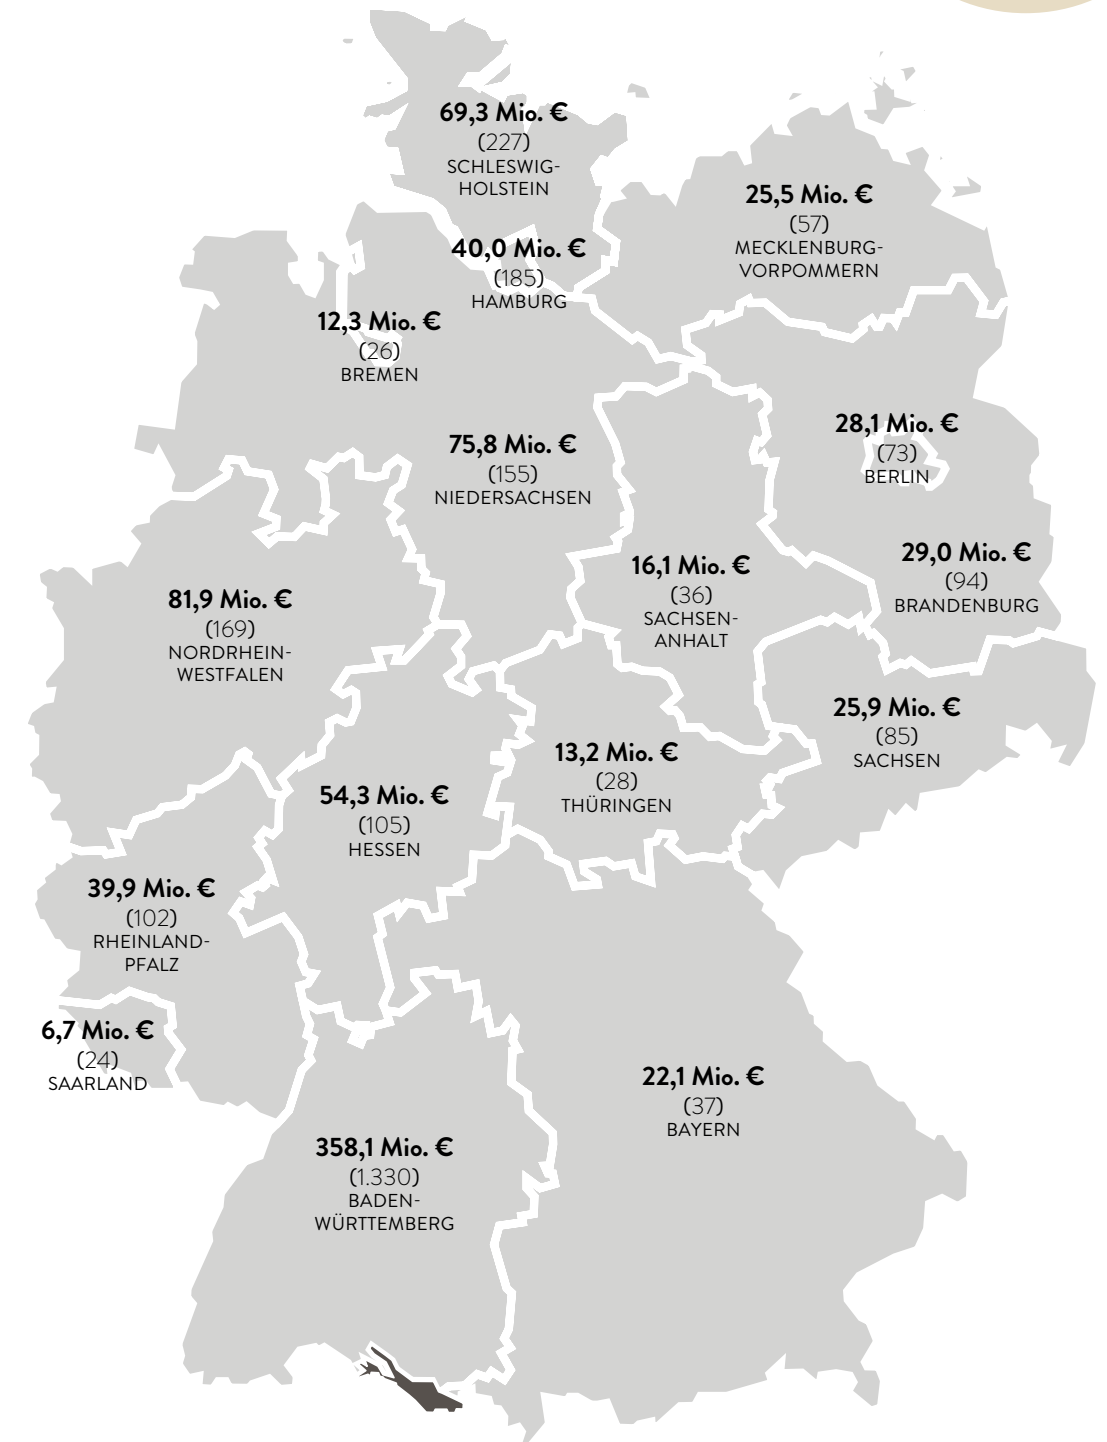 69,3 Mio. €
(227)
SCHLESWIG-
HOLSTEIN
25,5 Mio. €
(57)
MECKLENBURG-
VORPOMMERN
40,0 Mio. €
(185)
HAMBURG
12,3 Mio. €
(26)
BREMEN
28,1 Mio. €
(73)
BERLIN
75,8 Mio. €
(155)
NIEDERSACHSEN
29,0 Mio. €
(94)
BRANDENBURG
16,1 Mio. €
(36)
SACHSEN-
ANHALT
81,9 Mio. €
(169)
NORDRHEIN-
WESTFALEN
25,9 Mio. €
(85)
SACHSEN
13,2 Mio. €
(28)
THÜRINGEN
54,3 Mio. €
(105)
HESSEN
39,9 Mio. €
(102)
RHEINLAND-
PFALZ
6,7 Mio. €
(24)
SAARLAND
22,1 Mio. €
(37)
BAYERN
358,1 Mio. €
(1.330)
BADEN-
WÜRTTEMBERG